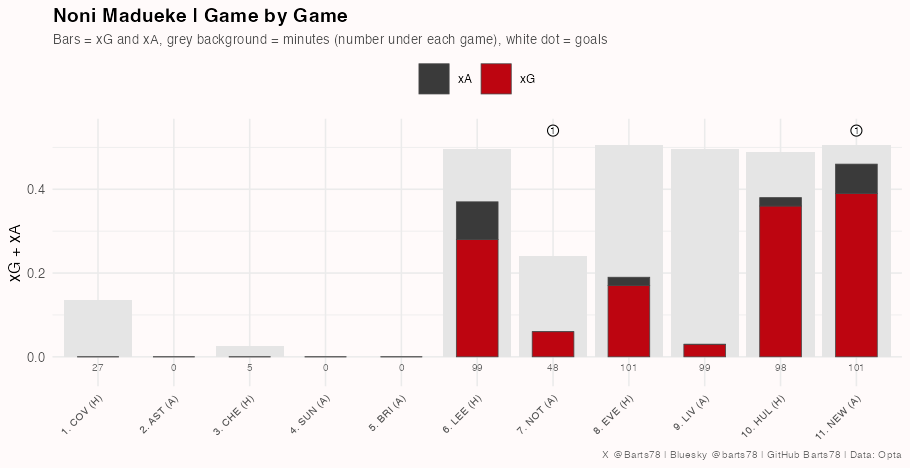 Noni Madueke | Game by Game
Bars = xG and xA, grey background = minutes (number under each game), white dot = goals
xA xG
1 1
xG + xA
0.4
0.2
0.0
27 0 5 0 0 99 48 101 99 98 101
1. COV (H) 2. AST (A) 3. CHE (H) 4. SUN (A) 5. BRI (A) 6. LEE (H) 7. NOT (A) 8. EVE (H) 9. LIV (A) 10. HUL (H) 11. NEW (A)
X @Barts78 | Bluesky @barts78 | GitHub Barts78 | Data: Opta